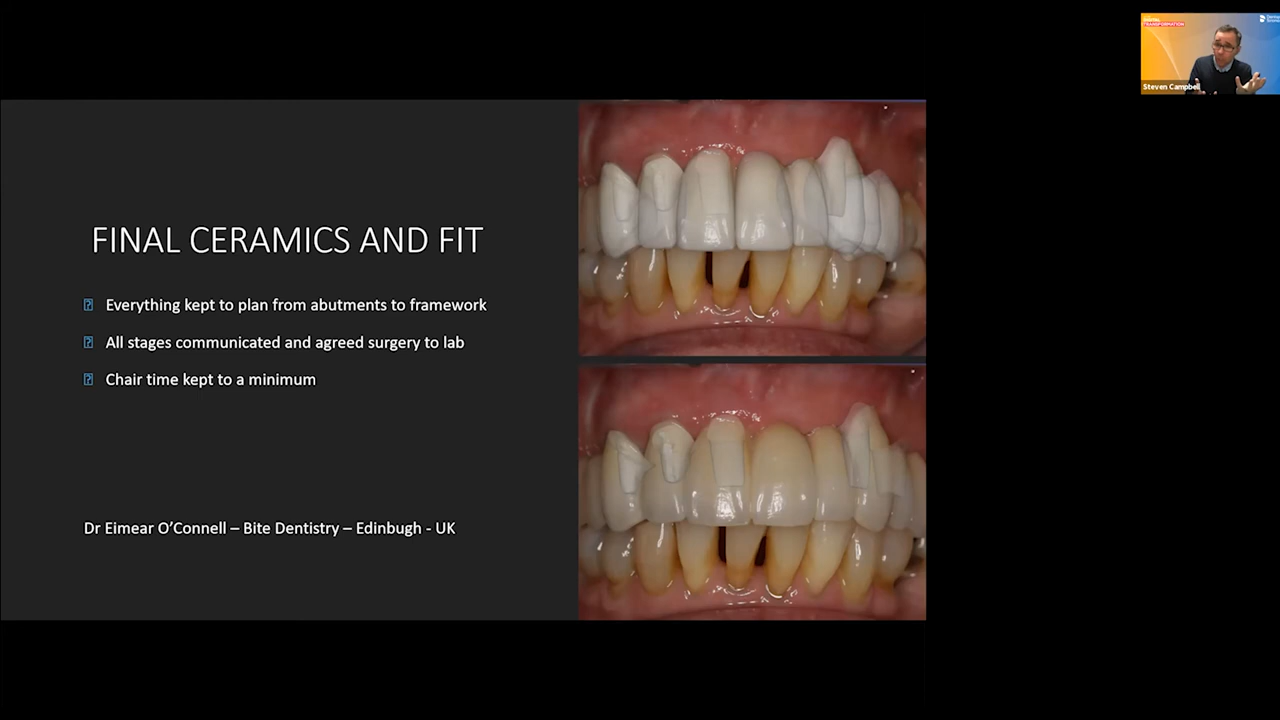 FINAL CERAMICS AND FIT
Everything kept to plan from abutments to framework
All stages communicated and agreed surgery to lab
Chair time kept to a minimum
Dr Eimear O'Connell – Bite Dentistry – Edinbugh - UK
TRANSFORMATION
Steven Campbell